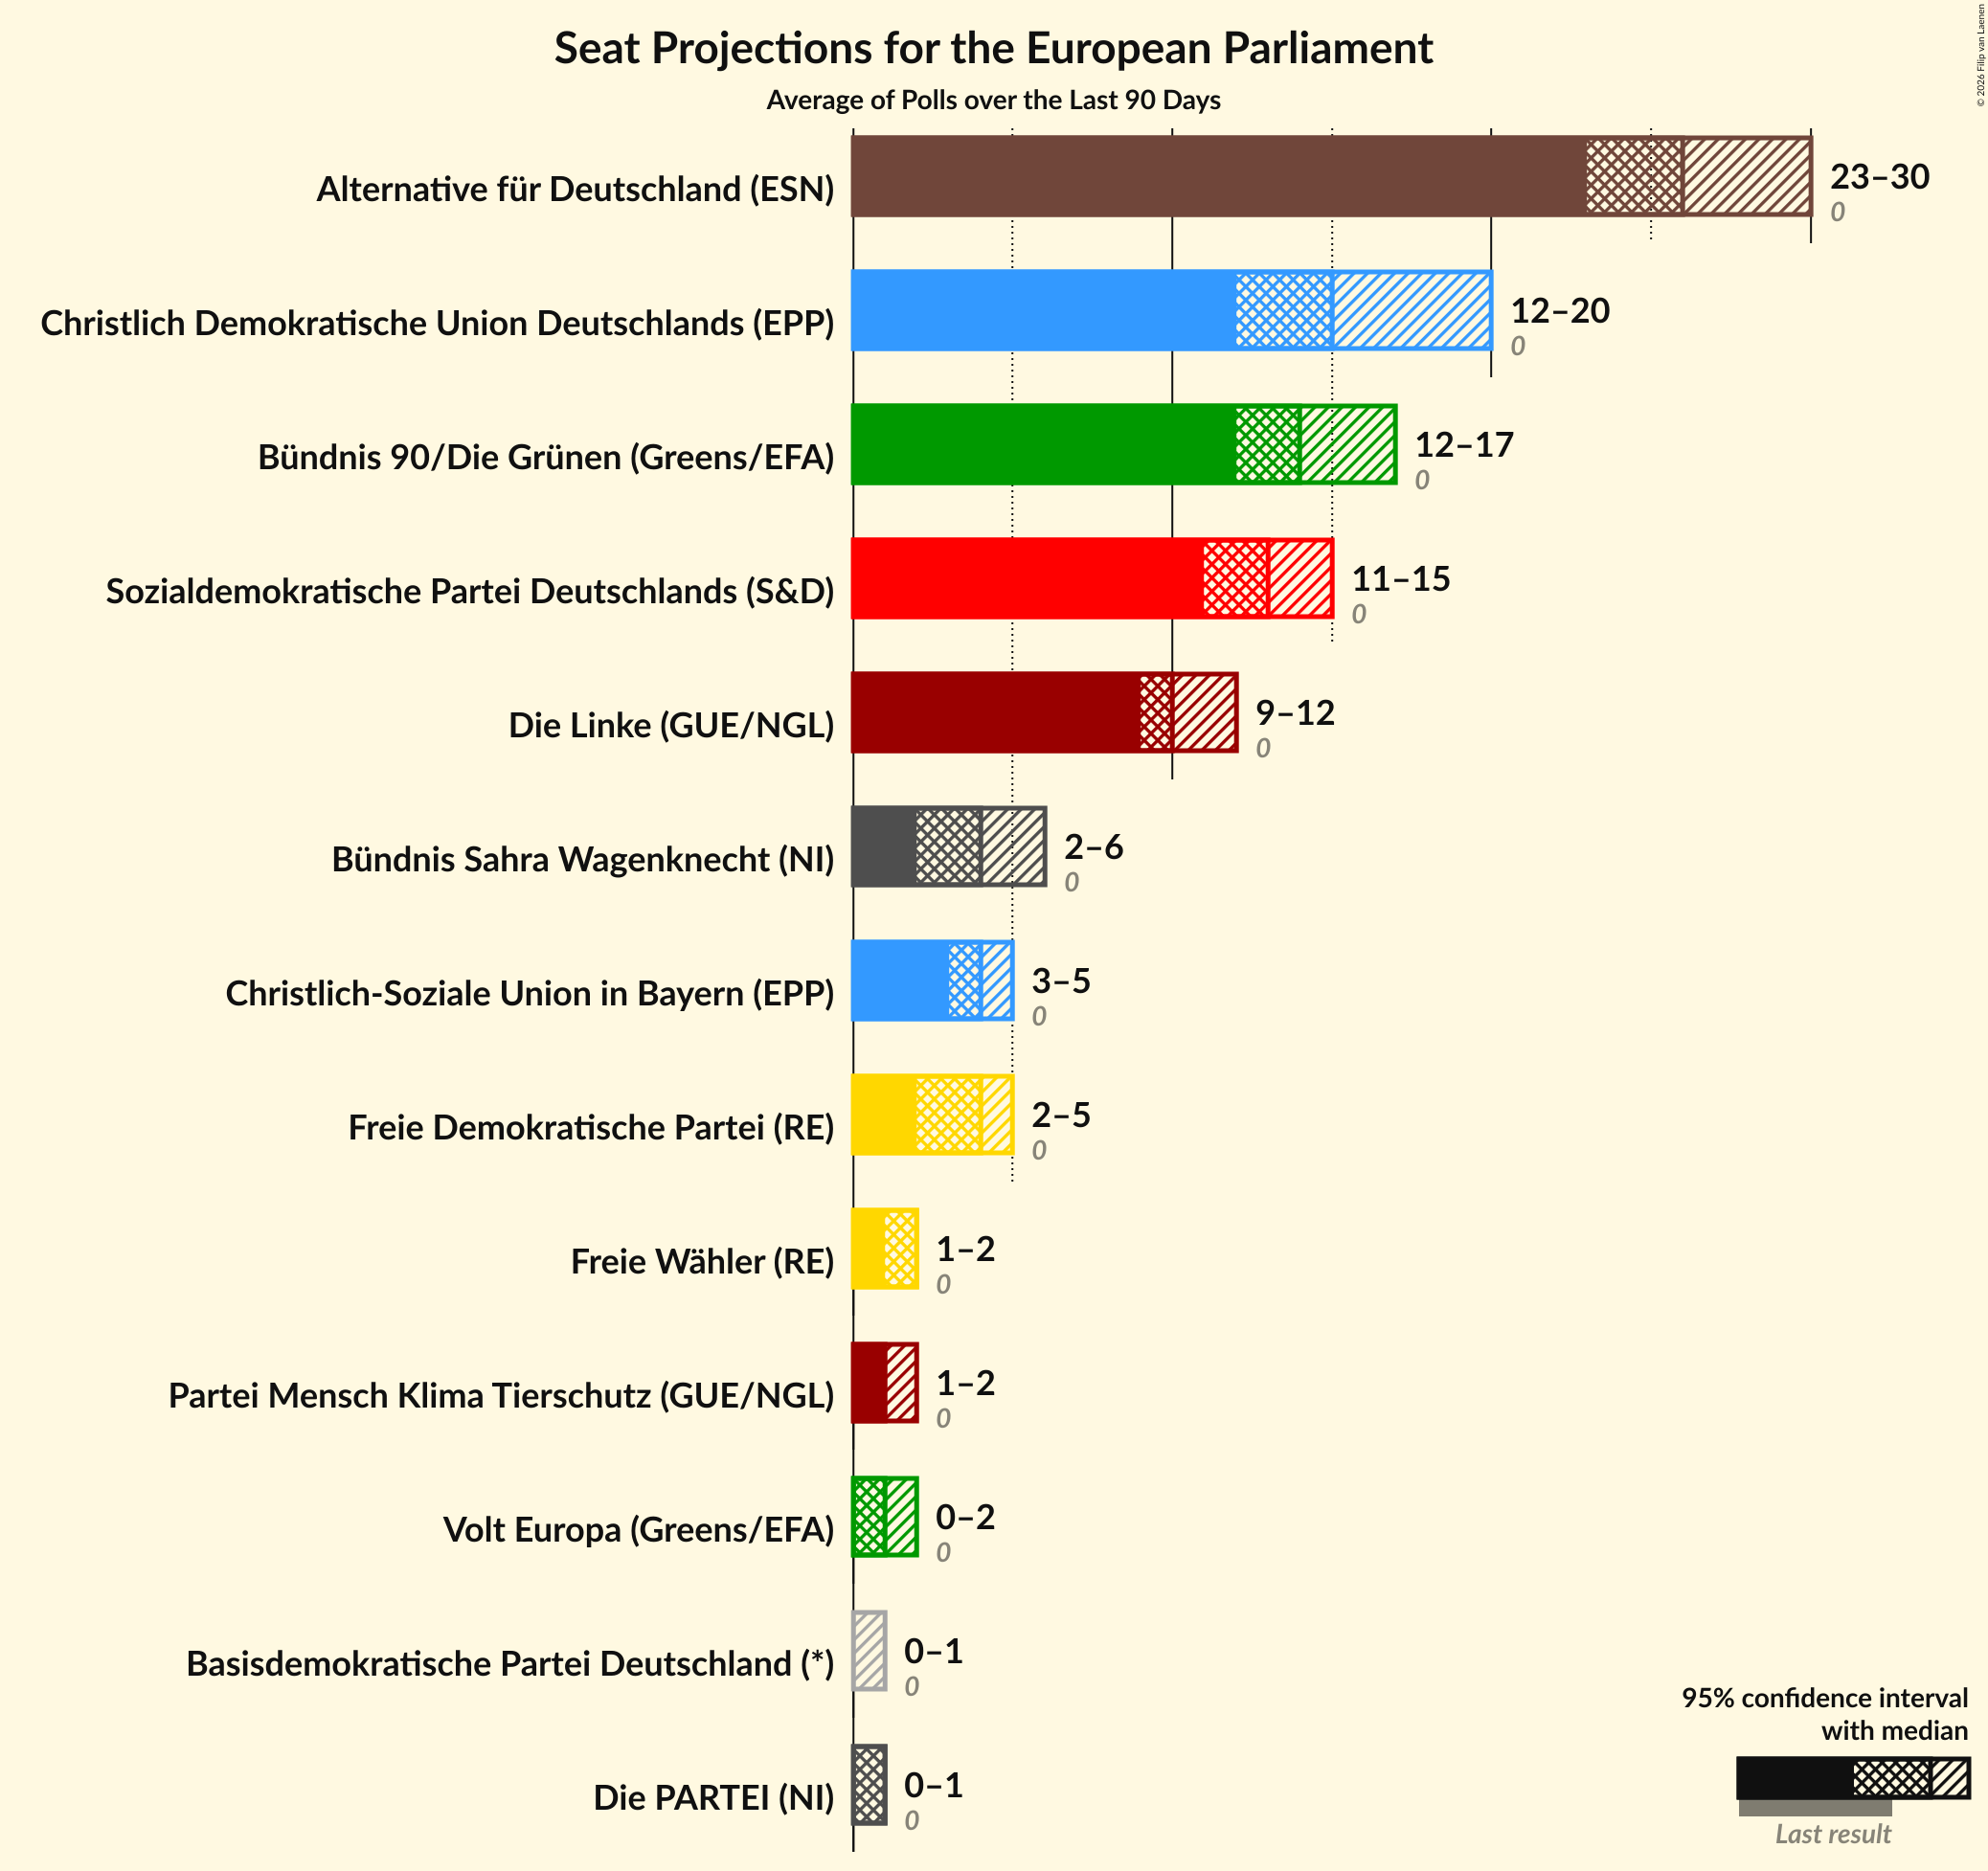 Seat Projections for the European Parliament
Average of Polls over the Last 90 Days
© 2026 Filip van Laenen
Alternative für Deutschland (ESN)
23–30
0
Christlich Demokratische Union Deutschlands (EPP)
12–20
0
Bündnis 90/Die Grünen (Greens/EFA)
12–17
0
Sozialdemokratische Partei Deutschlands (S&D)
11–15
0
Die Linke (GUE/NGL)
9–12
0
Bündnis Sahra Wagenknecht (NI)
2–6
0
Christlich-Soziale Union in Bayern (EPP)
3–5
0
Freie Demokratische Partei (RE)
2–5
0
Freie Wähler (RE)
1–2
0
Partei Mensch Klima Tierschutz (GUE/NGL)
1–2
0
Volt Europa (Greens/EFA)
0–2
0
Basisdemokratische Partei Deutschland (*)
0–1
0
Die PARTEI (NI)
0–1
0
95% confidence interval
with median
Last result